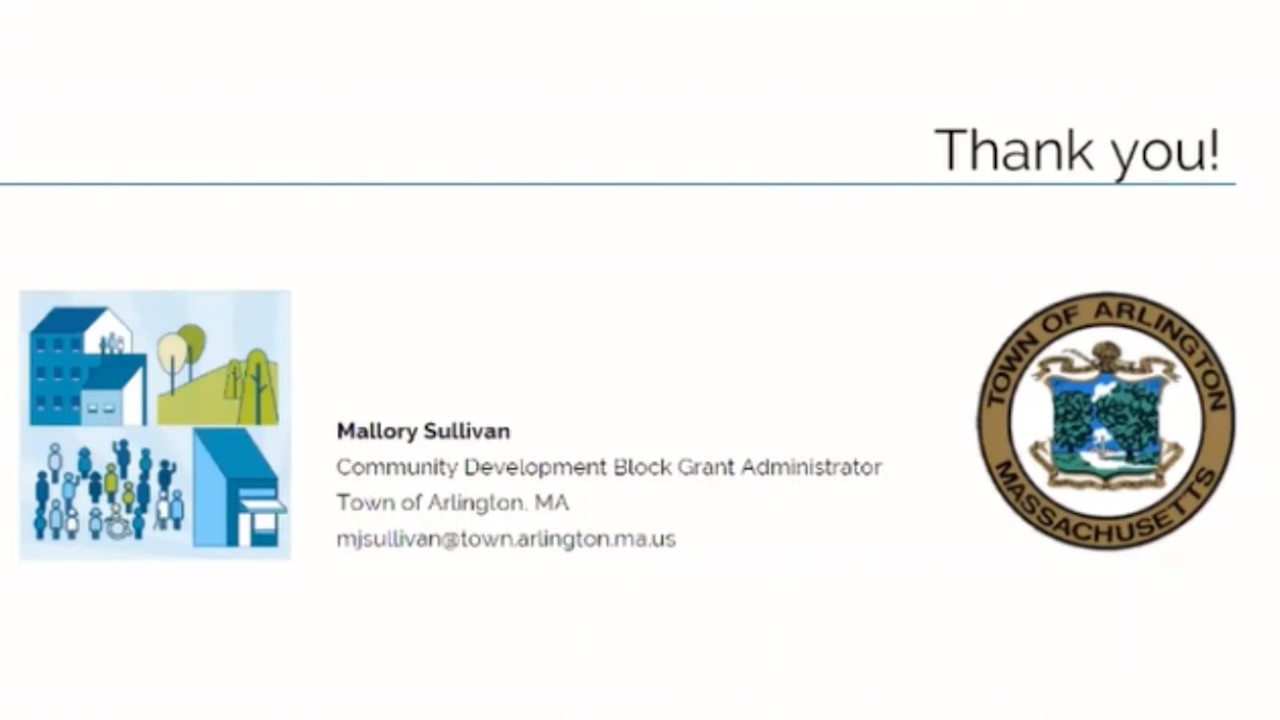 Thank you!
Mallory Sullivan
Community Development Block Grant Administrator
Town of Arlington, MA
mjsullivan@town.arlington.ma.us
TOWN OF ARLINGTON
MASSACHUSETTS